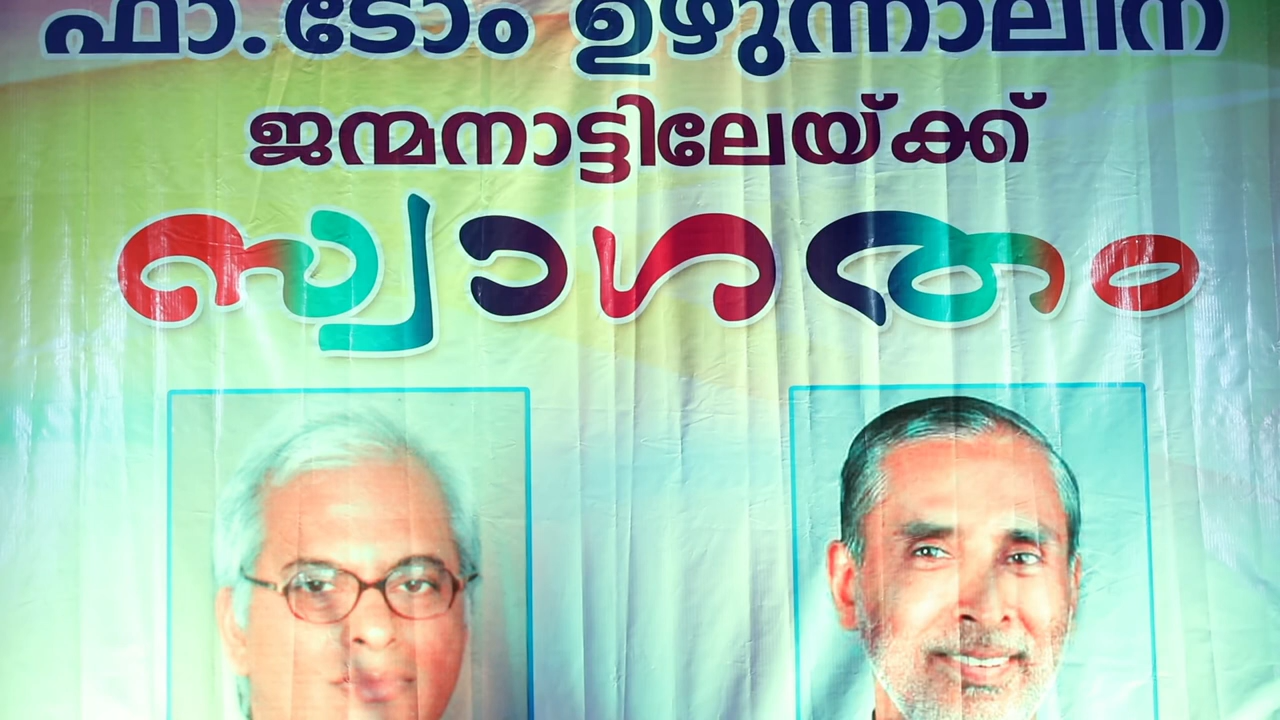 ഫാ. ടോം ഉഴുന്നാലിന്
ജന്മനാട്ടിലേയ്ക്ക്
സ്വാഗതം